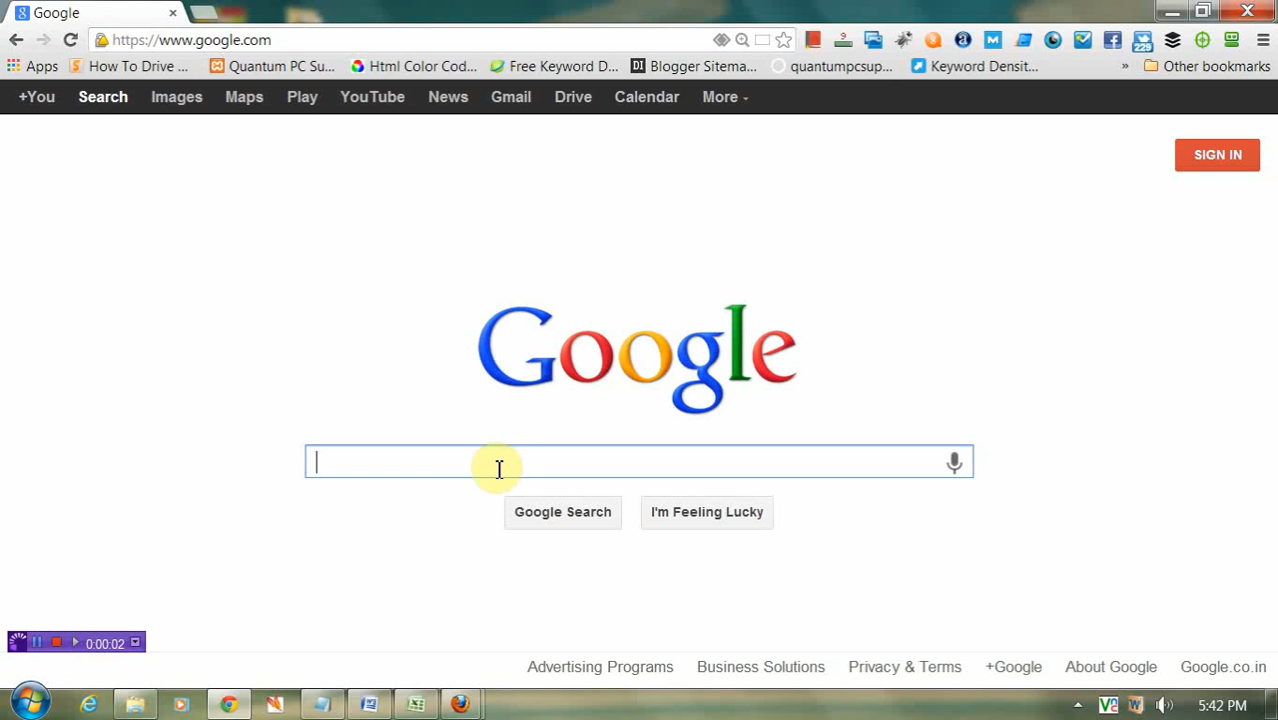 Google
https://www.google.com
9
229
Apps How To Drive ... Quantum PC Su... Html Color Cod... Free Keyword D... DI Blogger Sitema... quantumpcsup... Keyword Densit... » Other bookmarks
+You Search Images Maps Play YouTube News Gmail Drive Calendar More
SIGN IN
Google
Google Search I'm Feeling Lucky
0:00:02
Advertising Programs Business Solutions Privacy & Terms +Google About Google Google.co.in
5:42 PM